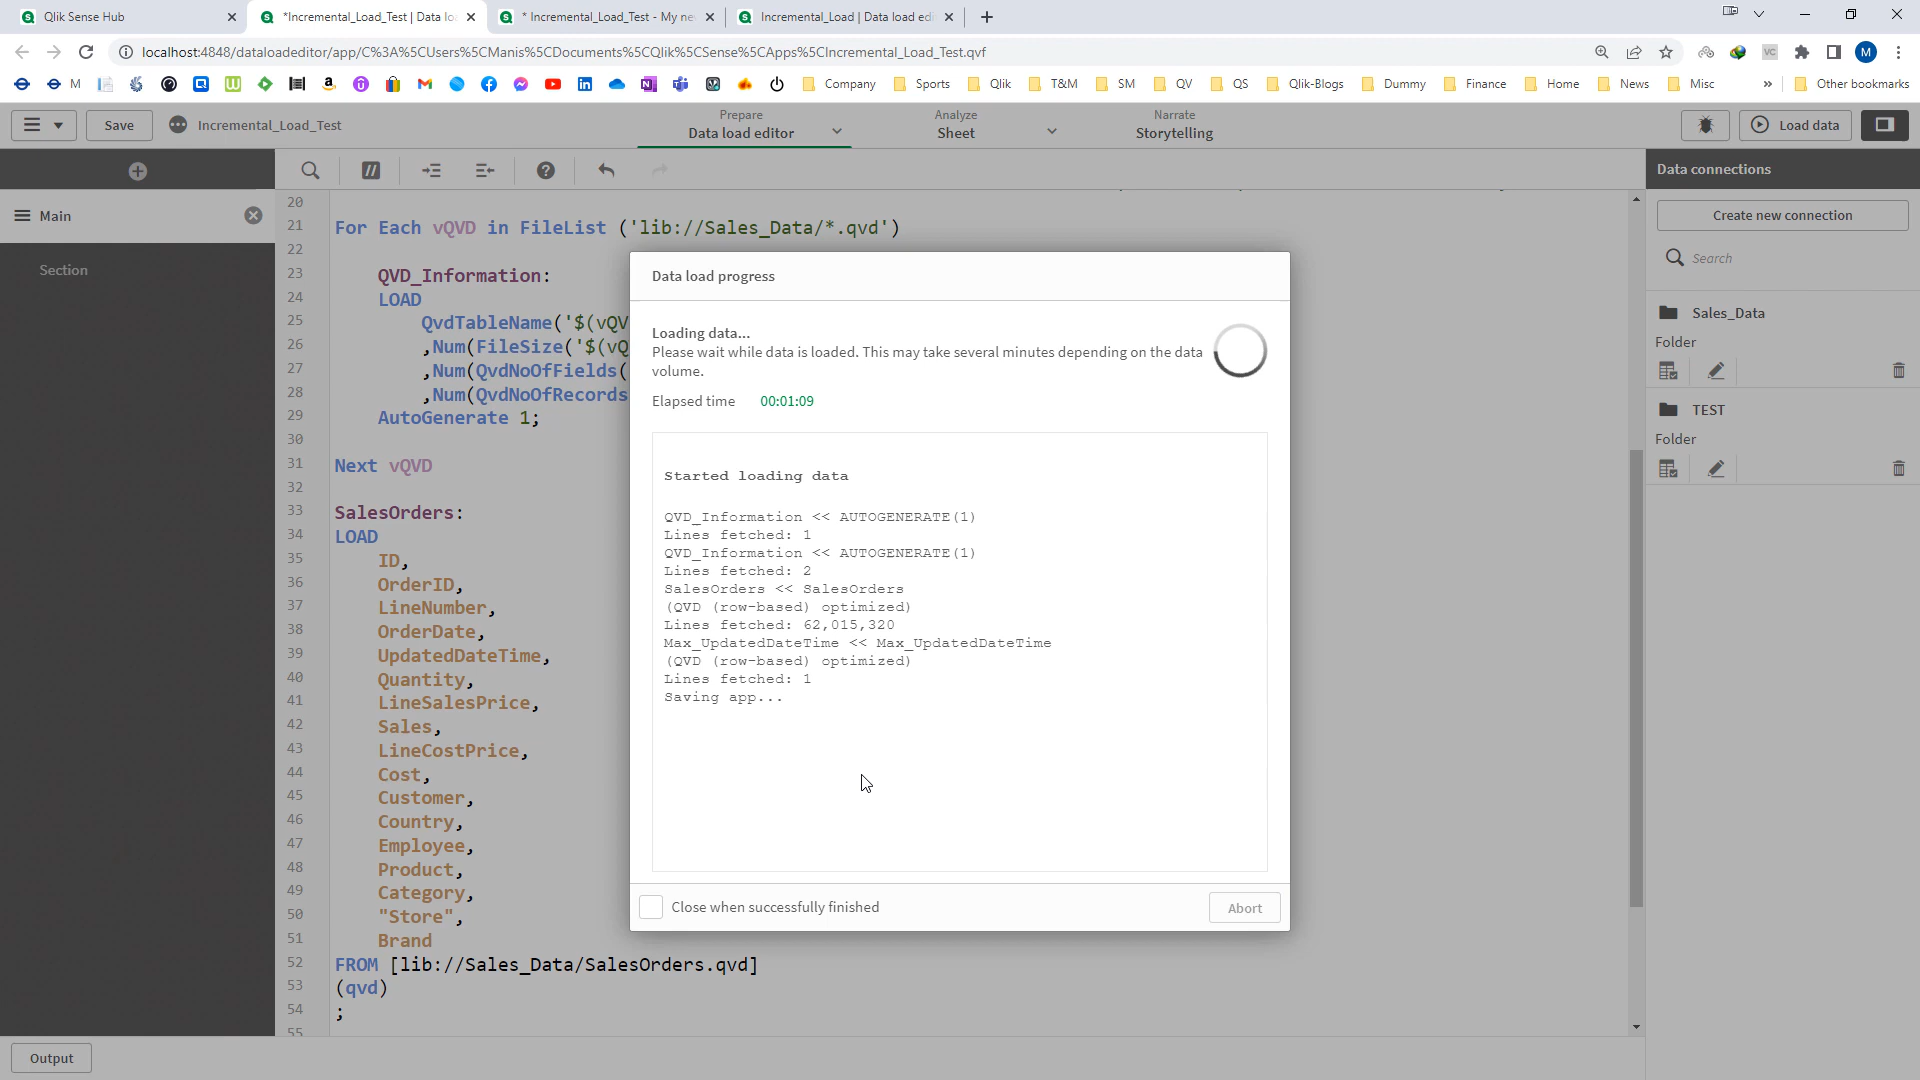 Qlik Sense Hub
*Incremental_Load_Test | Data lo
* Incremental_Load_Test - My ne
Incremental_Load | Data load edi
localhost:4848/dataloadeditor/app/C%3A%5CUsers%5CManis%5CDocuments%5CQlik%5CSense%5CApps%5CIncremental_Load_Test.qvf
M
M
Company
Sports
Qlik
T&M
SM
QV
QS
Qlik-Blogs
Dummy
Finance
Home
News
Misc
»
Other bookmarks
Save
Incremental_Load_Test
Prepare
Data load editor
Analyze
Sheet
Narrate
Storytelling
Load data
Main
Section
Data connections
Create new connection
Search
Sales_Data
Folder
TEST
Folder
20
21 For Each vQVD in FileList ('lib://Sales_Data/*.qvd')
22
23 QVD_Information:
24 LOAD
25 QvdTableName('$(vQV
26 ,Num(FileSize('$(vQ
27 ,Num(QvdNoOfFields(
28 ,Num(QvdNoOfRecords
29 AutoGenerate 1;
30
31 Next vQVD
32
33 SalesOrders:
34 LOAD
35 ID,
36 OrderID,
37 LineNumber,
38 OrderDate,
39 UpdatedDateTime,
40 Quantity,
41 LineSalesPrice,
42 Sales,
43 LineCostPrice,
44 Cost,
45 Customer,
46 Country,
47 Employee,
48 Product,
49 Category,
50 "Store",
51 Brand
52 FROM [lib://Sales_Data/SalesOrders.qvd]
53 (qvd)
54 ;
55
Data load progress
Loading data...
Please wait while data is loaded. This may take several minutes depending on the data
volume.
Elapsed time 00:01:09
Started loading data
QVD_Information << AUTOGENERATE(1)
Lines fetched: 1
QVD_Information << AUTOGENERATE(1)
Lines fetched: 2
SalesOrders << SalesOrders
(QVD (row-based) optimized)
Lines fetched: 62,015,320
Max_UpdatedDateTime << Max_UpdatedDateTime
(QVD (row-based) optimized)
Lines fetched: 1
Saving app...
Close when successfully finished
Abort
Output